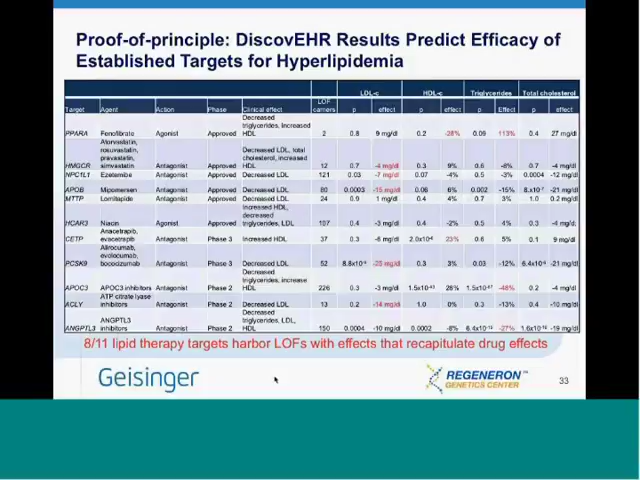 Proof-of-principle: DiscovEHR Results Predict Efficacy of
Established Targets for Hyperlipidemia
LDL-c HDL-c Triglycerides Total cholesterol
Target Agent Action Phase Clinical effect LOF carriers p effect p effect p Effect p effect
PPARA Fenofibrate Agonist Approved Decreased triglycerides, increased HDL 2 0.8 9 mg/dl 0.2 -28% 0.09 113% 0.4 27 mg/dl
HMGCR Atorvastatin, rosuvastatin, pravastatin, simvastatin Antagonist Approved Decreased LDL, total cholesterol, increased HDL 12 0.7 -4 mg/dl 0.3 9% 0.6 -8% 0.7 -4 mg/dl
NPC1L1 Ezetemibe Antagonist Approved Decreased LDL 121 0.03 -7 mg/dl 0.07 -4% 0.5 -3% 0.0004 -12 mg/dl
APOB Mipomersen Antagonist Approved Decreased LDL 80 0.0003 -15 mg/dl 0.06 6% 0.002 -15% -21 mg/dl
MTTP Lomitapide Antagonist Approved Decreased LDL 24 0.9 1 mg/dl 0.4 4% 0.7 3% 1.0 0.2 mg/dl
HCAR3 Niacin Agonist Approved Increased HDL, decreased triglycerides, LDL 107 0.4 -3 mg/dl 0.4 -2% 0.5 4% 0.3 -4 mg/dl
CETP Anacetrapib, evacetrapib Antagonist Phase 3 Increased HDL 37 0.3 -6 mg/dl 23% 0.6 5% 0.1 9 mg/dl
PCSK9 Alirocumab, evolocumab, bococizumab Antagonist Phase 3 Decreased LDL 52 -25 mg/dl 0.3 3% 0.03 -12% -21 mg/dl
APOC3 APOC3 inhibitors Antagonist Phase 2 Decreased triglycerides, increase HDL 226 0.3 -3 mg/dl 28% -46% 0.2 -4 mg/dl
ACLY ATP citrate lyase inhibitors Antagonist Phase 2 Decreased LDL 13 0.2 -14 mg/dl 1.0 0% 0.3 -13% 0.4 -10 mg/dl
ANGPTL3 ANGPTL3 inhibitors Antagonist Phase 2 Decreased triglycerides, LDL, HDL 150 0.0004 -10 mg/dl 0.0002 -8% -27% -19 mg/dl
8/11 lipid therapy targets harbor LOFs with effects that recapitulate drug effects
Geisinger
REGENERON™
GENETICS CENTER
33